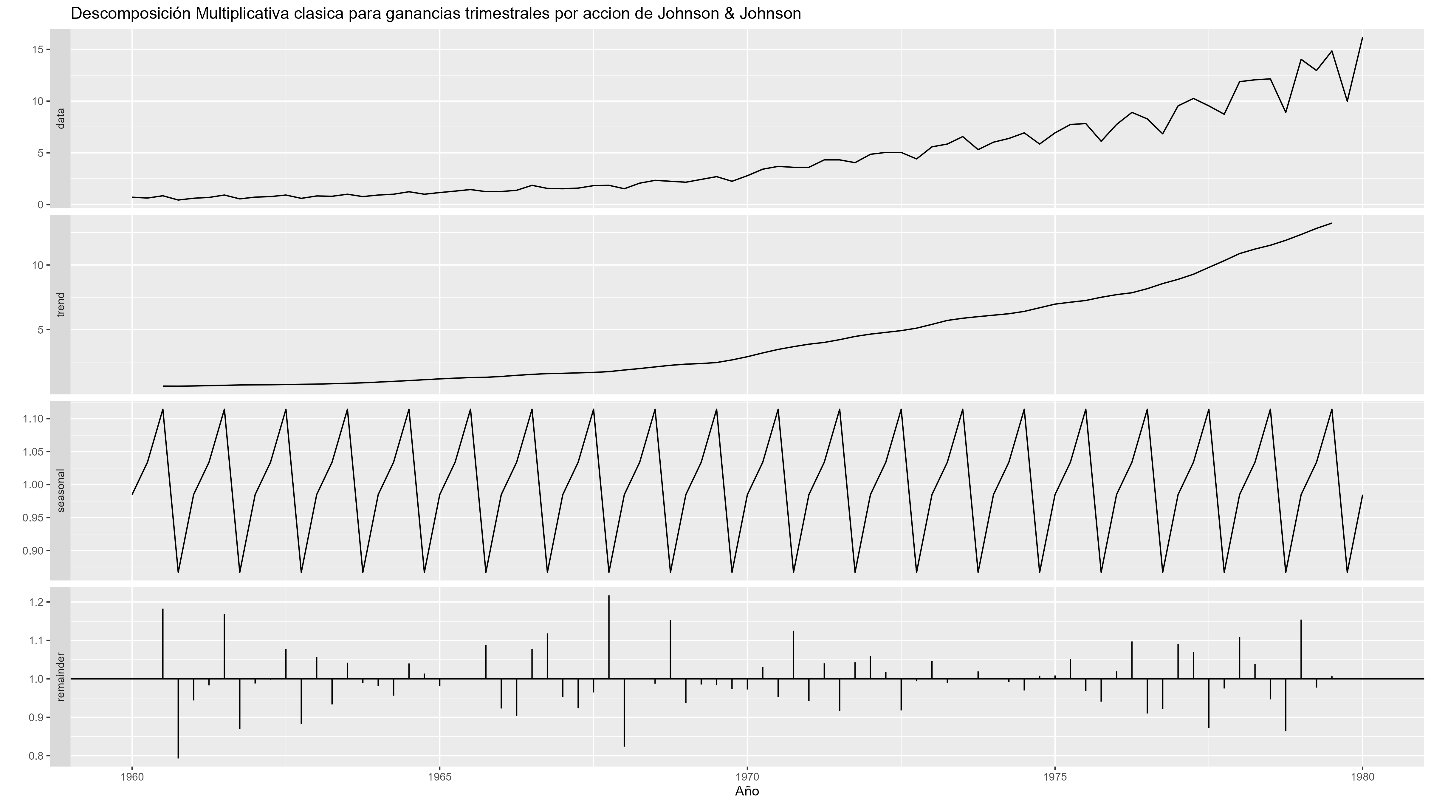 Descomposición Multiplicativa clasica para ganancias trimestrales por accion de Johnson & Johnson
data
15
10
5
0
trend
10
5
seasonal
1.10
1.05
1.00
0.95
0.90
remainder
1.2
1.1
1.0
0.9
0.8
1960 1965 1970 1975 1980
Año